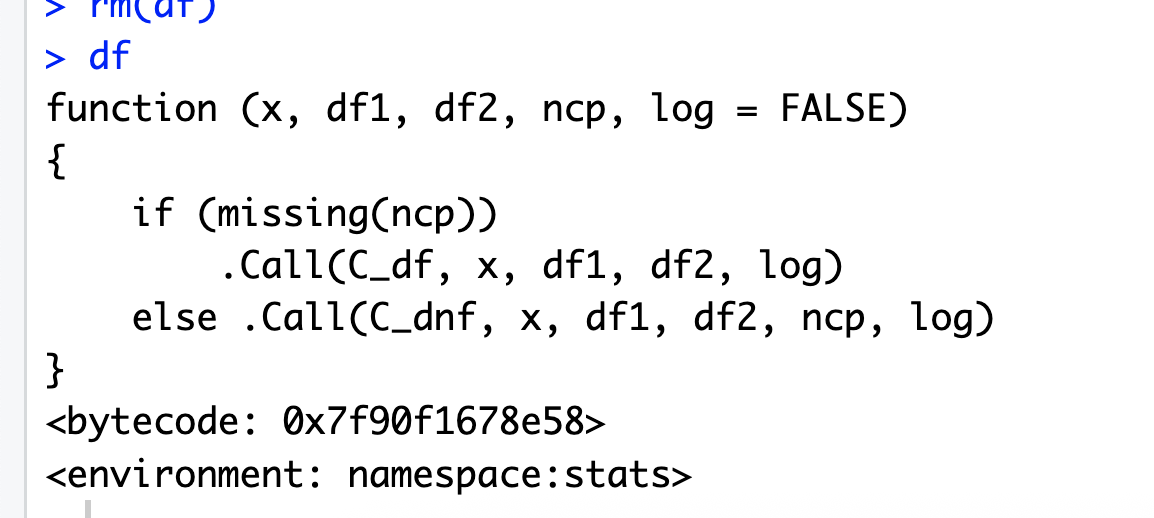 > rm(df)
> df
function (x, df1, df2, ncp, log = FALSE)
{
    if (missing(ncp))
        .Call(C_df, x, df1, df2, log)
    else .Call(C_dnf, x, df1, df2, ncp, log)
}
<bytecode: 0x7f90f1678e58>
<environment: namespace:stats>